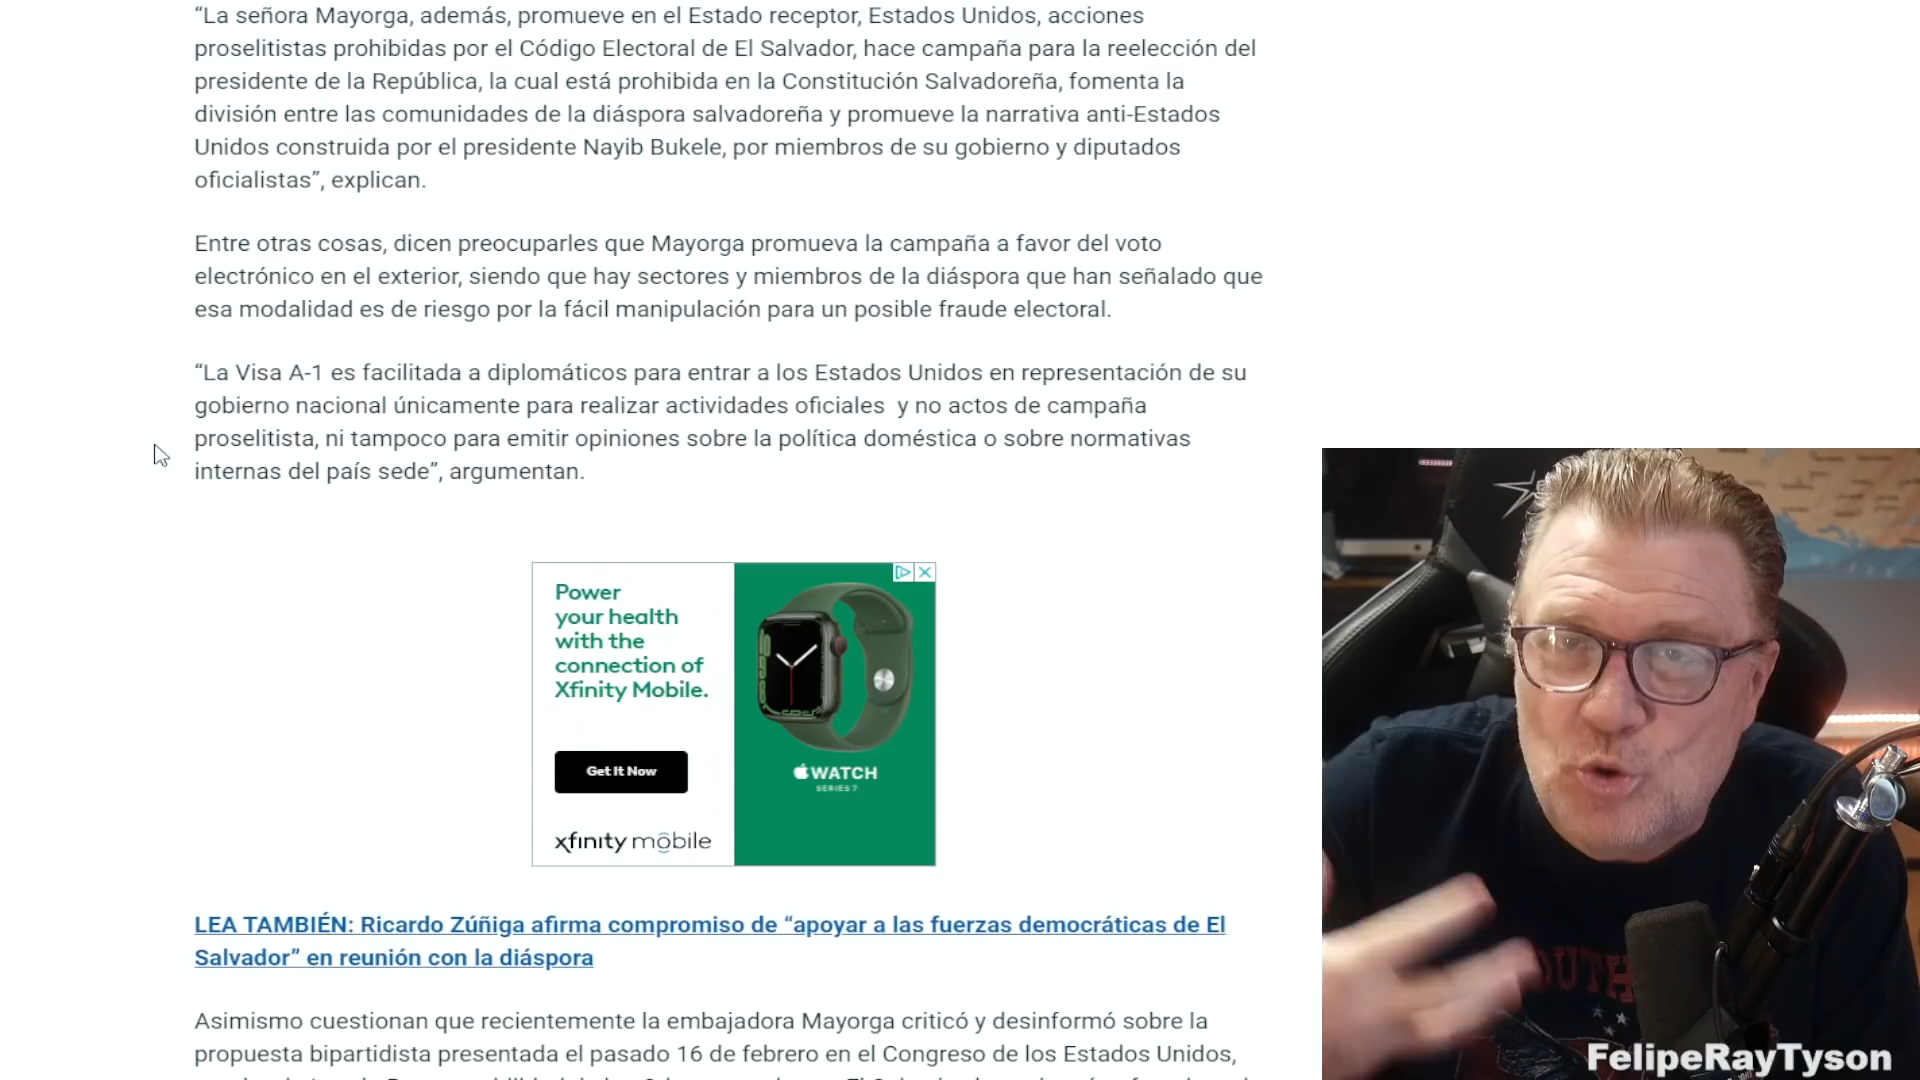 “La señora Mayorga, además, promueve en el Estado receptor, Estados Unidos, acciones
proselitistas prohibidas por el Código Electoral de El Salvador, hace campaña para la reelección del
presidente de la República, la cual está prohibida en la Constitución Salvadoreña, fomenta la
división entre las comunidades de la diáspora salvadoreña y promueve la narrativa anti-Estados
Unidos construida por el presidente Nayib Bukele, por miembros de su gobierno y diputados
oficialistas”, explican.
Entre otras cosas, dicen preocuparles que Mayorga promueva la campaña a favor del voto
electrónico en el exterior, siendo que hay sectores y miembros de la diáspora que han señalado que
esa modalidad es de riesgo por la fácil manipulación para un posible fraude electoral.
“La Visa A-1 es facilitada a diplomáticos para entrar a los Estados Unidos en representación de su
gobierno nacional únicamente para realizar actividades oficiales y no actos de campaña
proselitista, ni tampoco para emitir opiniones sobre la política doméstica o sobre normativas
internas del país sede”, argumentan.
Power
your health
with the
connection of
Xfinity Mobile.
Get It Now
xfinity mobile
WATCH
SERIES 7
LEA TAMBIÉN: Ricardo Zúñiga afirma compromiso de “apoyar a las fuerzas democráticas de El
Salvador” en reunión con la diáspora
Asimismo cuestionan que recientemente la embajadora Mayorga criticó y desinformó sobre la
propuesta bipartidista presentada el pasado 16 de febrero en el Congreso de los Estados Unidos,
FelipeRayTyson